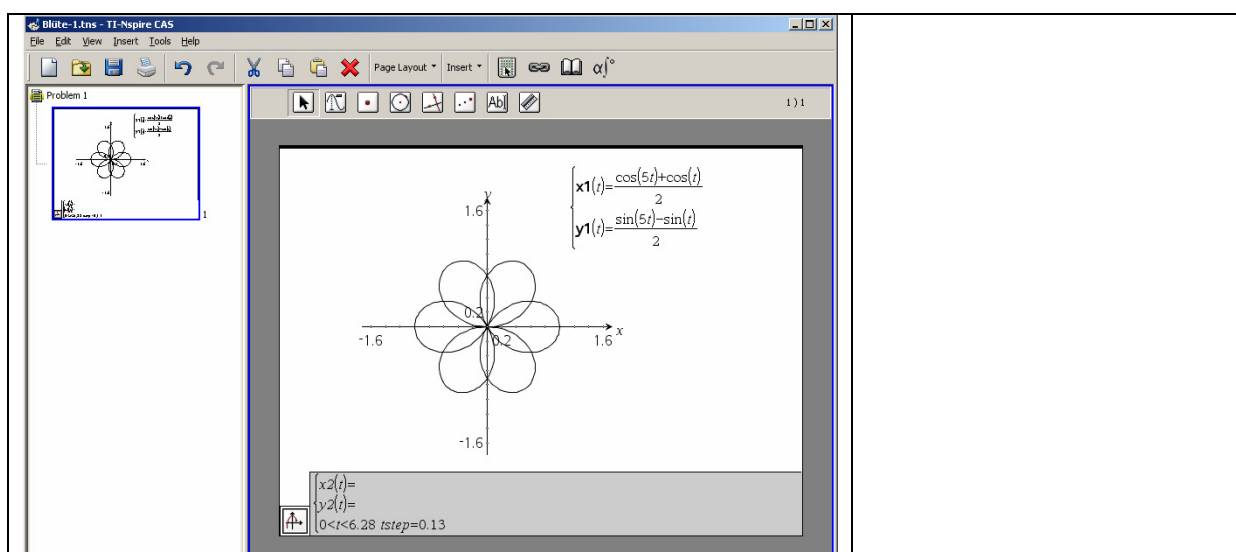 Blüte-1.tns - TI-Nspire CAS
File Edit View Insert Tools Help
Page Layout Insert
Problem 1
1
1 ) 1
x1(t)=(cos(5t)+cos(t))/2
y1(t)=(sin(5t)−sin(t))/2
y
1.6
0.2
-1.6
0.2
1.6
x
-1.6
x2(t)=
y2(t)=
0<t<6.28 tstep=0.13